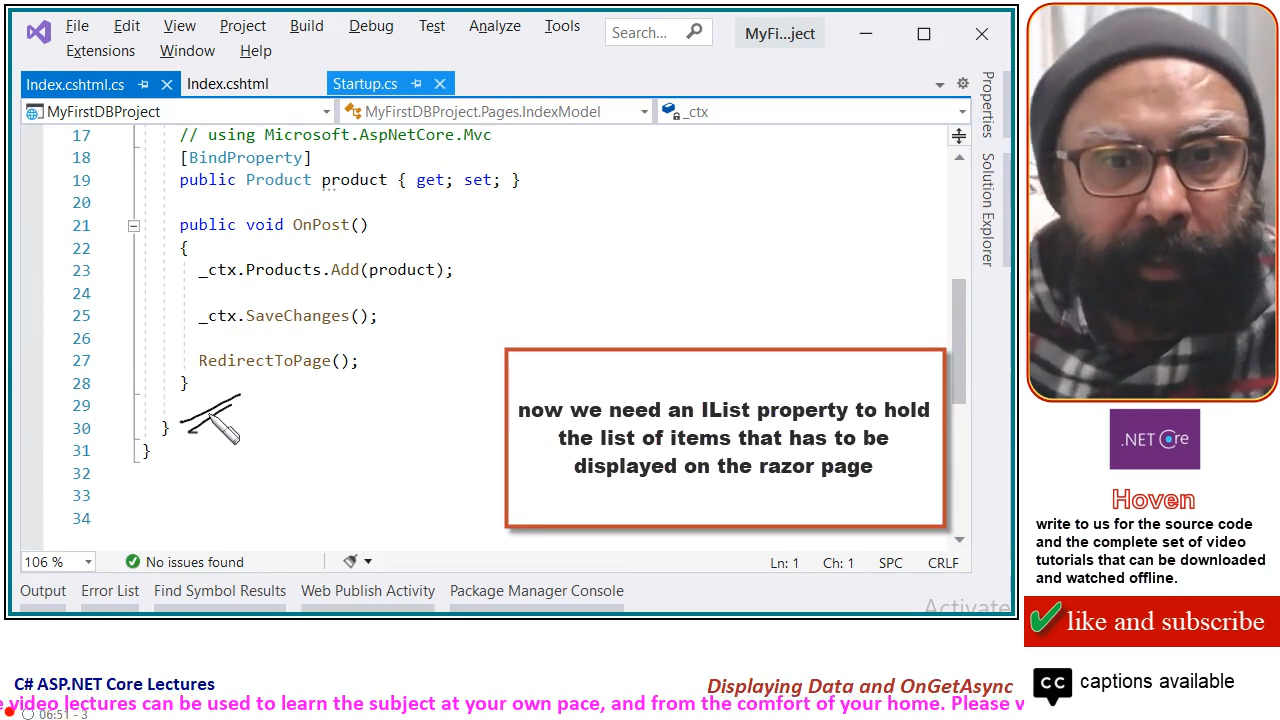 File Edit View Project Build Debug Test Analyze Tools Search... MyFi...ject
Extensions Window Help
Index.cshtml.cs Index.cshtml Startup.cs
MyFirstDBProject MyFirstDBProject.Pages.IndexModel _ctx
17 // using Microsoft.AspNetCore.Mvc
18 [BindProperty]
19 public Product product { get; set; }
20
21 public void OnPost()
22 {
23 _ctx.Products.Add(product);
24
25 _ctx.SaveChanges();
26
27 RedirectToPage();
28 }
29
30 }
31 }
32
33
34
now we need an IList property to hold
the list of items that has to be
displayed on the razor page
106 % No issues found Ln: 1 Ch: 1 SPC CRLF
Output Error List Find Symbol Results Web Publish Activity Package Manager Console
Activate
Properties
Solution Explorer
.NET Core
Hoven
write to us for the source code
and the complete set of video
tutorials that can be downloaded
and watched offline.
like and subscribe
CC captions available
C# ASP.NET Core Lectures
Displaying Data and OnGetAsync
video lectures can be used to learn the subject at your own pace, and from the comfort of your home. Please
06:51 - 3